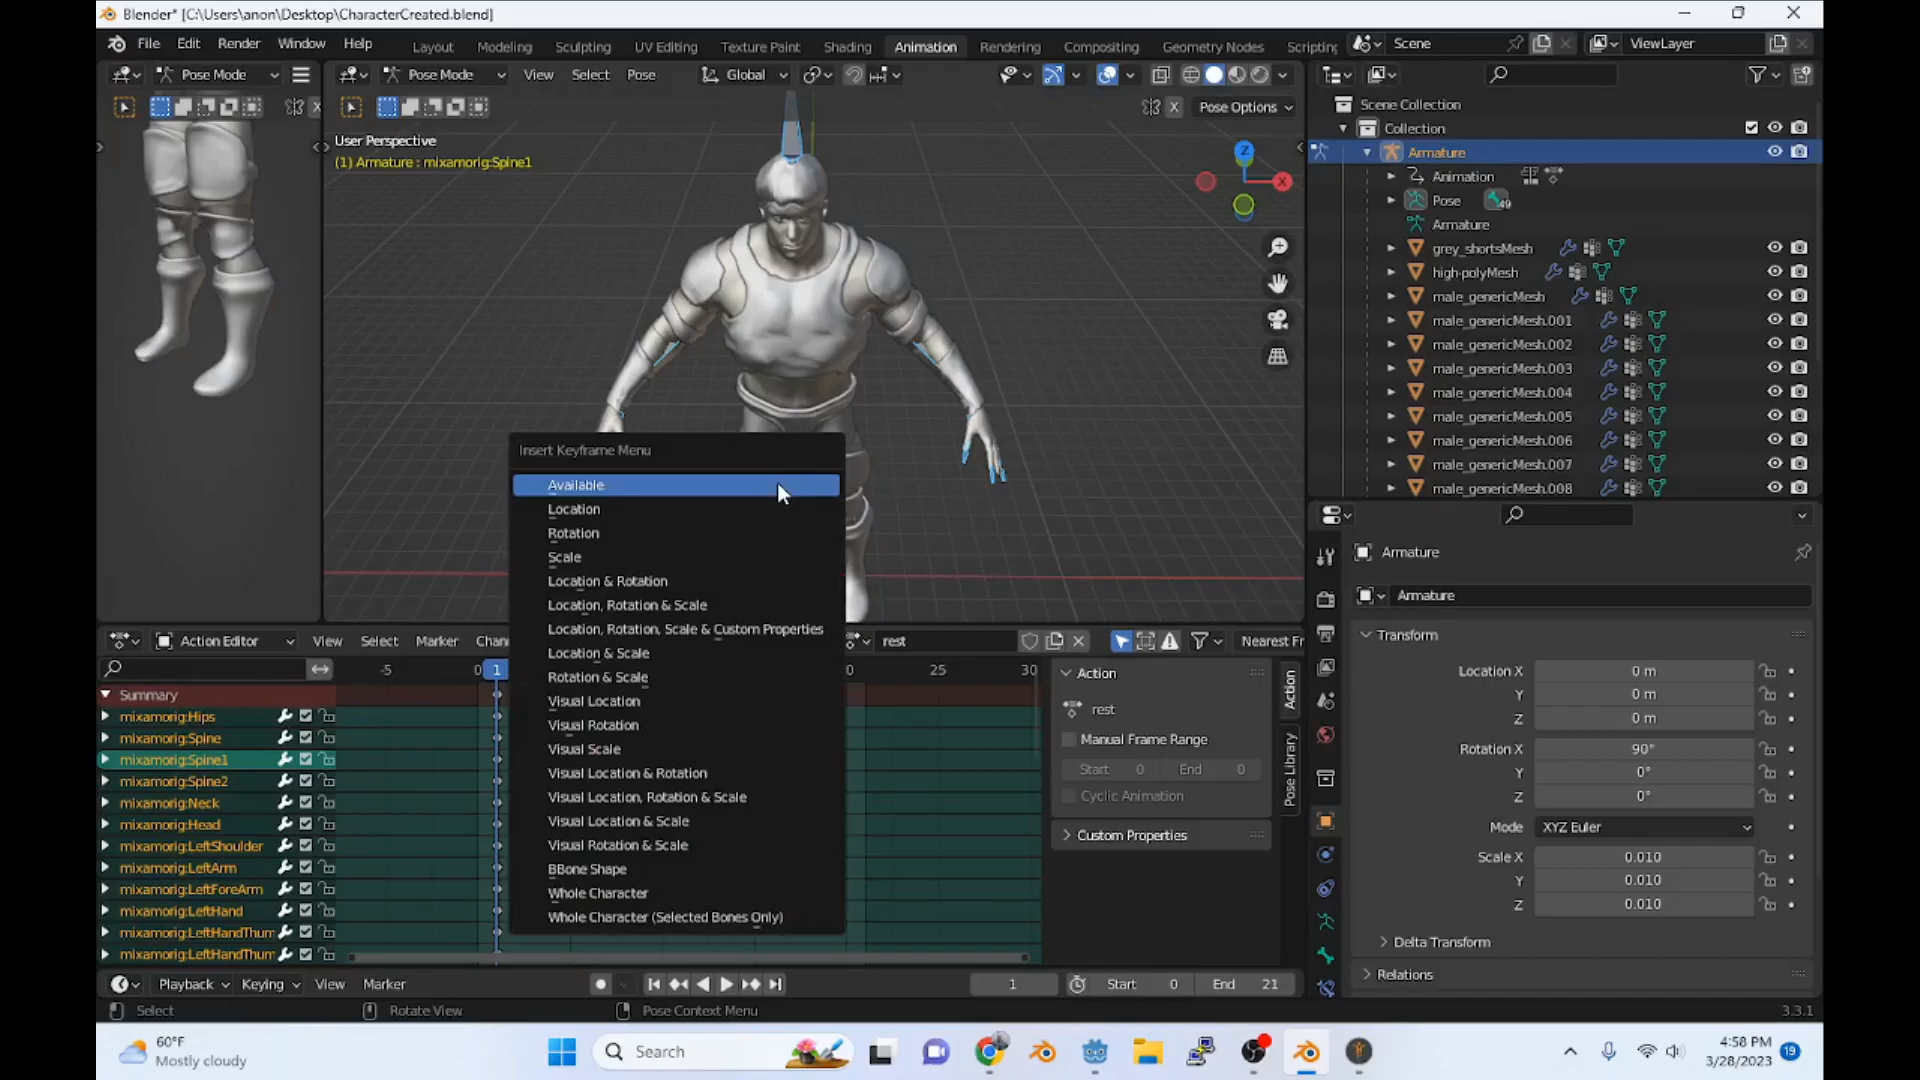 Blender* [C:\Users\anon\Desktop\CharacterCreated.blend]
File Edit Render Window Help
Layout Modeling Sculpting UV Editing Texture Paint Shading Animation Rendering Compositing Geometry Nodes Scripting
Scene ViewLayer
Pose Mode
Pose Mode View Select Pose Global
X
X Pose Options
User Perspective
(1) Armature : mixamorig:Spine1
Z
X
Scene Collection
Collection
Armature
Animation
Pose 49
Armature
grey_shortsMesh
high-polyMesh
male_genericMesh
male_genericMesh.001
male_genericMesh.002
male_genericMesh.003
male_genericMesh.004
male_genericMesh.005
male_genericMesh.006
male_genericMesh.007
male_genericMesh.008
Insert Keyframe Menu
Available
Location
Rotation
Scale
Location & Rotation
Location, Rotation & Scale
Location, Rotation, Scale & Custom Properties
Location & Scale
Rotation & Scale
Visual Location
Visual Rotation
Visual Scale
Visual Location & Rotation
Visual Location, Rotation & Scale
Visual Location & Scale
Visual Rotation & Scale
BBone Shape
Whole Character
Whole Character (Selected Bones Only)
Action Editor View Select Marker Chann
rest Nearest Fr
-5 0 1 0 25 30
Summary
mixamorig:Hips
mixamorig:Spine
mixamorig:Spine1
mixamorig:Spine2
mixamorig:Neck
mixamorig:Head
mixamorig:LeftShoulder
mixamorig:LeftArm
mixamorig:LeftForeArm
mixamorig:LeftHand
mixamorig:LeftHandThum
mixamorig:LeftHandThum
Action
rest
Manual Frame Range
Start 0 End 0
Cyclic Animation
Custom Properties
Action
Pose Library
Armature
Armature
Transform
Location X 0 m
Y 0 m
Z 0 m
Rotation X 90°
Y 0°
Z 0°
Mode XYZ Euler
Scale X 0.010
Y 0.010
Z 0.010
Delta Transform
Relations
Playback Keying View Marker
1 Start 0 End 21
Select Rotate View Pose Context Menu 3.3.1
60°F
Mostly cloudy
Search
4:58 PM
3/28/2023
19